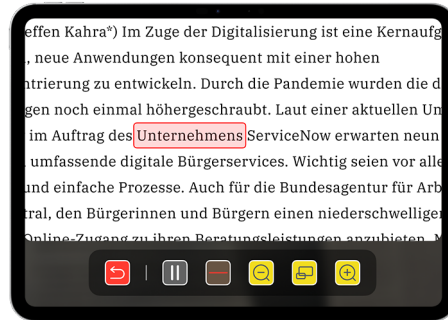 effen Kahra*) Im Zuge der Digitalisierung ist eine Kernaufg
, neue Anwendungen konsequent mit einer hohen
ntrierung zu entwickeln. Durch die Pandemie wurden die d
gen noch einmal höhergeschraubt. Laut einer aktuellen Um
im Auftrag des Unternehmens ServiceNow erwarten neun
umfassende digitale Bürgerservices. Wichtig seien vor alle
und einfache Prozesse. Auch für die Bundesagentur für Arb
tral, den Bürgerinnen und Bürgern einen niederschwelligen
Online-Zugang zu ihren Beratungsleistungen anzubieten. M